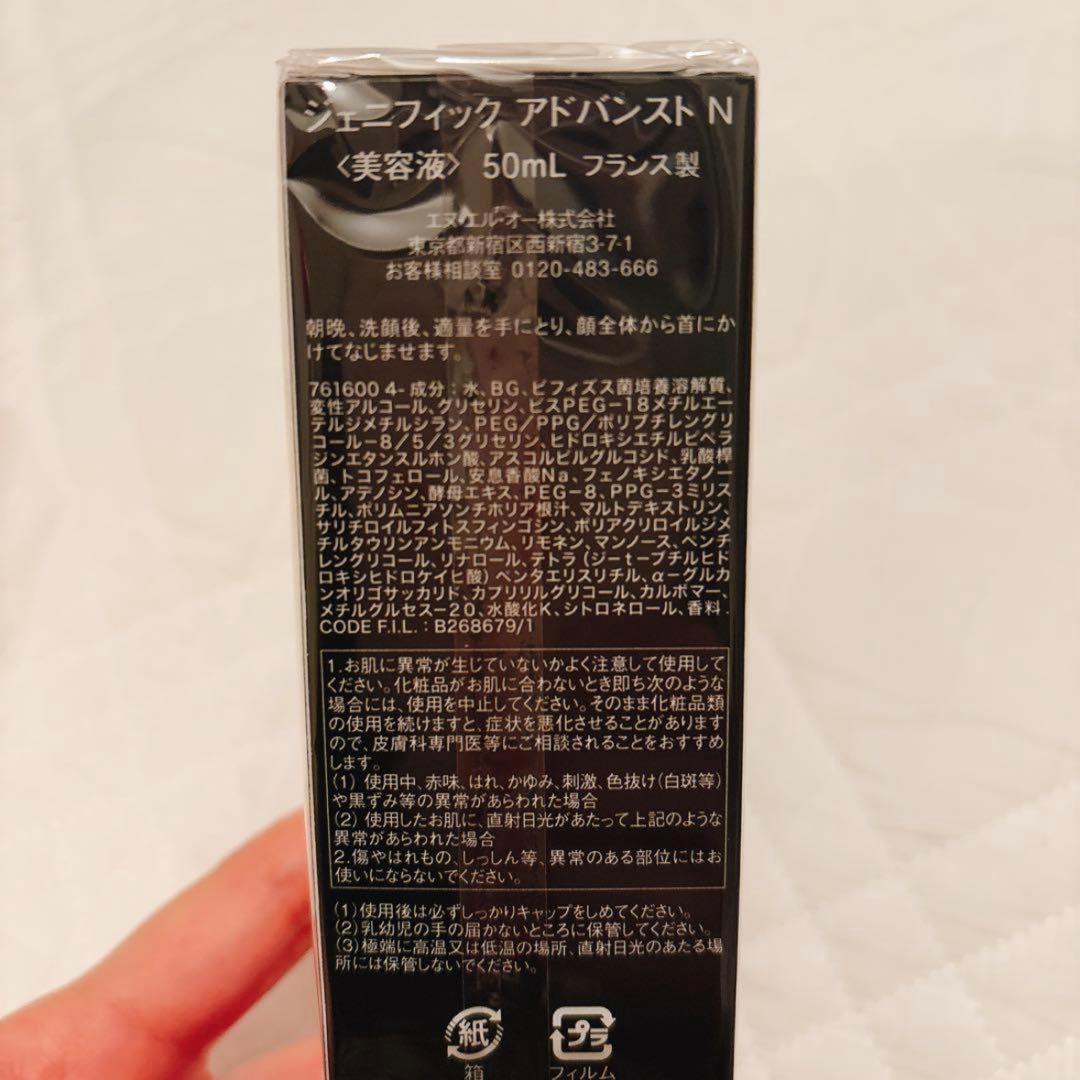 ジェニフィック アドバンスト N
〈美容液〉 50mL フランス製
エヌ・エル・オー株式会社
東京都新宿区西新宿3-7-1
お客様相談室 0120-483-666
朝晩、洗顔後、適量を手にとり、顔全体から首にか
けてなじませます。
761600 4- 成分：水、BG、ビフィズス菌培養溶解質、
変性アルコール、グリセリン、ビスPEG-18メチルエー
テルジメチルシラン、PEG/PPG/ポリブチレングリ
コール-8/5/3グリセリン、ヒドロキシエチルピペラ
ジンエタンスルホン酸、アスコルビルグルコシド、乳酸桿
菌、トコフェロール、安息香酸Na、フェノキシエタノー
ル、アデノシン、酵母エキス、PEG-8、PPG-3ミリス
チル、ポリムニアソンチホリア根汁、マルトデキストリン、
サリチロイルフィトスフィンゴシン、ポリアクリロイルジメ
チルタウリンアンモニウム、リモネン、マンノース、ペンチ
レングリコール、リナロール、テトラ(ジ-t-ブチルヒド
ロキシヒドロケイヒ酸)ペンタエリスリチル、α-グルカ
ンオリゴサッカリド、カプリリルグリコール、カルボマー、
メチルグルセス-20、水酸化K、シトロネロール、香料.
CODE F.I.L.：B268679/1
1.お肌に異常が生じていないかよく注意して使用して
ください。化粧品がお肌に合わないとき即ち次のような
場合には、使用を中止してください。そのまま化粧品類
の使用を続けますと、症状を悪化させることがあります
ので、皮膚科専門医等にご相談されることをおすすめ
します。
(1) 使用中、赤味、はれ、かゆみ、刺激、色抜け(白斑等)
や黒ずみ等の異常があらわれた場合
(2) 使用したお肌に、直射日光があたって上記のような
異常があらわれた場合
2.傷やはれもの、しっしん等、異常のある部位にはお
使いにならないでください。
(1)使用後は必ずしっかりキャップをしめてください。
(2)乳幼児の手の届かないところに保管してください。
(3)極端に高温又は低温の場所、直射日光のあたる場
所には保管しないでください。
紙 プラ
箱 フィルム